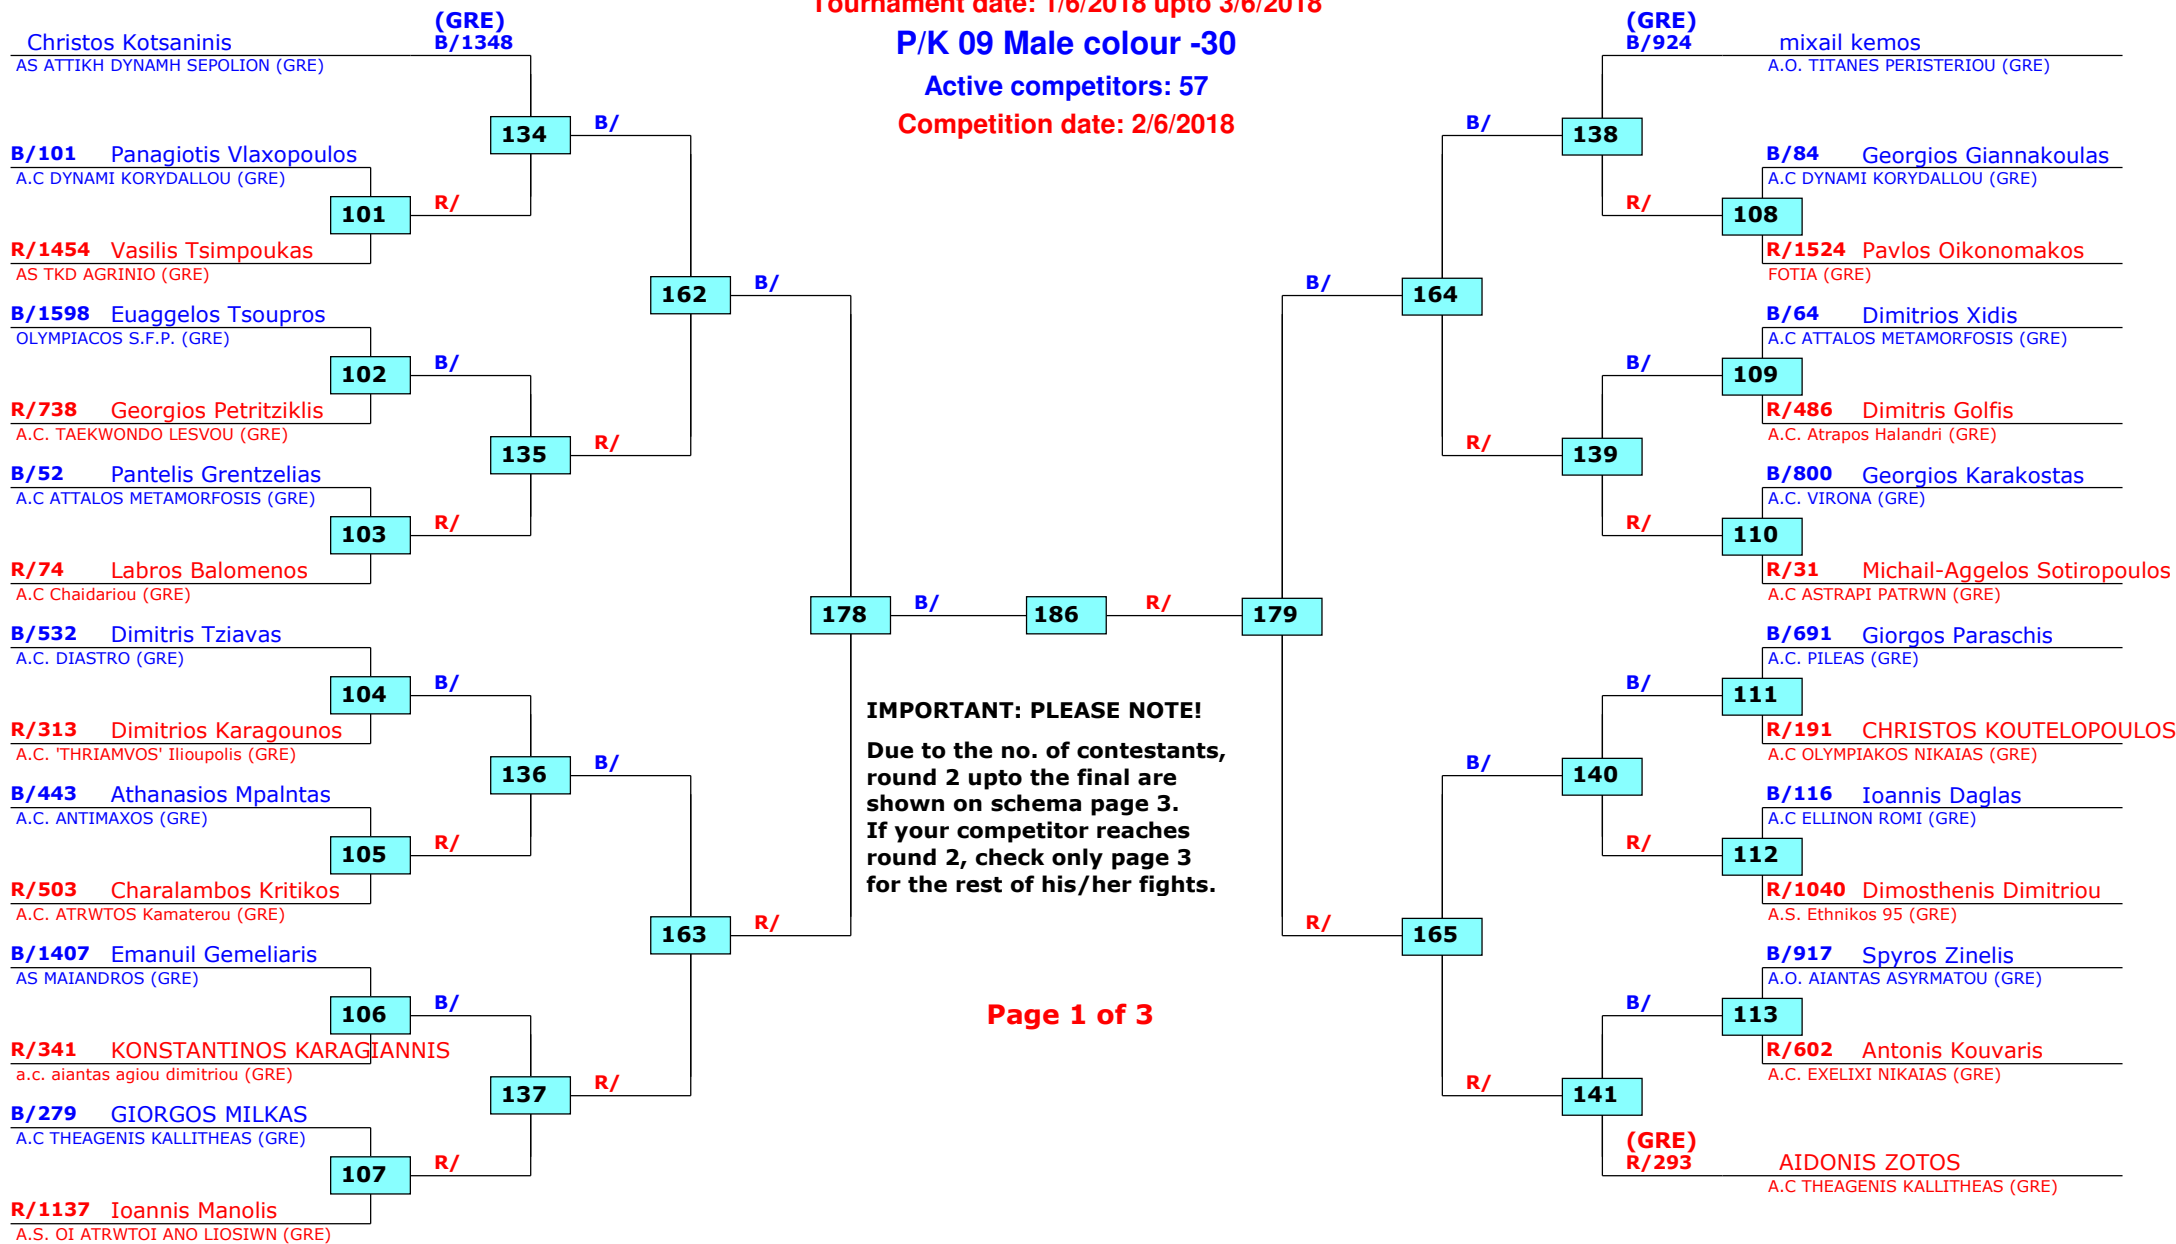 Tournament date: 1/6/2018 upto 3/6/2018
P/K 09 Male colour -30
Active competitors: 57
Competition date: 2/6/2018
(GRE)
Christos Kotsaninis B/1348
AS ATTIKH DYNAMH SEPOLION (GRE)
134 B/
B/101 Panagiotis Vlaxopoulos
A.C DYNAMI KORYDALLOU (GRE)
101 R/
R/1454 Vasilis Tsimpoukas
AS TKD AGRINIO (GRE)
162 B/
B/1598 Euaggelos Tsoupros
OLYMPIACOS S.F.P. (GRE)
102 B/
R/738 Georgios Petritziklis
A.C. TAEKWONDO LESVOU (GRE)
135 R/
B/52 Pantelis Grentzelias
A.C ATTALOS METAMORFOSIS (GRE)
103 R/
R/74 Labros Balomenos
A.C Chaidariou (GRE)
178 B/ 186 R/ 179
B/532 Dimitris Tziavas
A.C. DIASTRO (GRE)
104 B/
R/313 Dimitrios Karagounos
A.C. 'THRIAMVOS' Ilioupolis (GRE)
136 B/
B/443 Athanasios Mpalntas
A.C. ANTIMAXOS (GRE)
105 R/
R/503 Charalambos Kritikos
A.C. ATRWTOS Kamaterou (GRE)
163 R/
B/1407 Emanuil Gemeliaris
AS MAIANDROS (GRE)
106 B/
R/341 KONSTANTINOS KARAGIANNIS
a.c. aiantas agiou dimitriou (GRE)
137 R/
B/279 GIORGOS MILKAS
A.C THEAGENIS KALLITHEAS (GRE)
107 R/
R/1137 Ioannis Manolis
A.S. OI ATRWTOI ANO LIOSIWN (GRE)
IMPORTANT: PLEASE NOTE!
Due to the no. of contestants,
round 2 upto the final are
shown on schema page 3.
If your competitor reaches
round 2, check only page 3
for the rest of his/her fights.
Page 1 of 3
(GRE)
B/924 mixail kemos
A.O. TITANES PERISTERIOU (GRE)
B/ 138
B/84 Georgios Giannakoulas
A.C DYNAMI KORYDALLOU (GRE)
R/ 108
R/1524 Pavlos Oikonomakos
FOTIA (GRE)
B/ 164
B/64 Dimitrios Xidis
A.C ATTALOS METAMORFOSIS (GRE)
B/ 109
R/486 Dimitris Golfis
A.C. Atrapos Halandri (GRE)
R/ 139
B/800 Georgios Karakostas
A.C. VIRONA (GRE)
R/ 110
R/31 Michail-Aggelos Sotiropoulos
A.C ASTRAPI PATRWN (GRE)
B/691 Giorgos Paraschis
A.C. PILEAS (GRE)
B/ 111
R/191 CHRISTOS KOUTELOPOULOS
A.C OLYMPIAKOS NIKAIAS (GRE)
B/ 140
B/116 Ioannis Daglas
A.C ELLINON ROMI (GRE)
R/ 112
R/1040 Dimosthenis Dimitriou
A.S. Ethnikos 95 (GRE)
R/ 165
B/917 Spyros Zinelis
A.O. AIANTAS ASYRMATOU (GRE)
B/ 113
R/602 Antonis Kouvaris
A.C. EXELIXI NIKAIAS (GRE)
R/ 141
(GRE)
R/293 AIDONIS ZOTOS
A.C THEAGENIS KALLITHEAS (GRE)